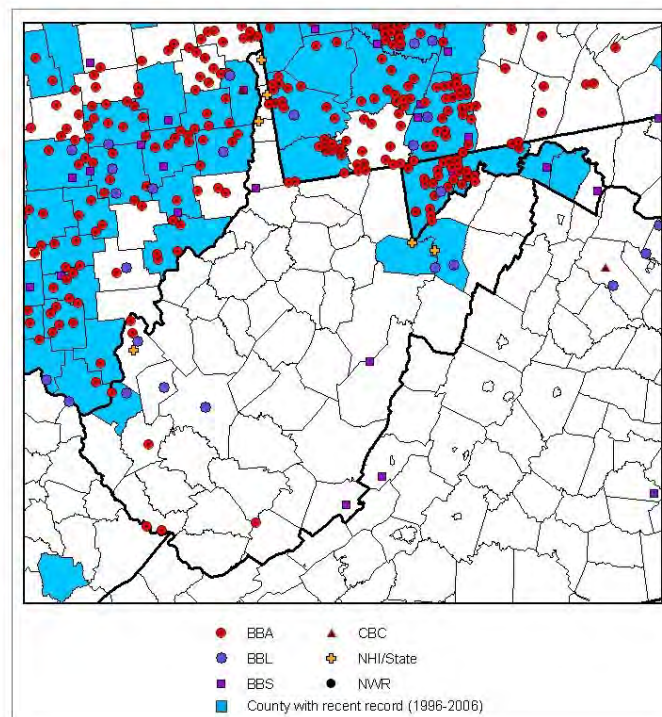 BBA
BBL
BBS
CBC
NHI/State
NWR
County with recent record (1996-2006)